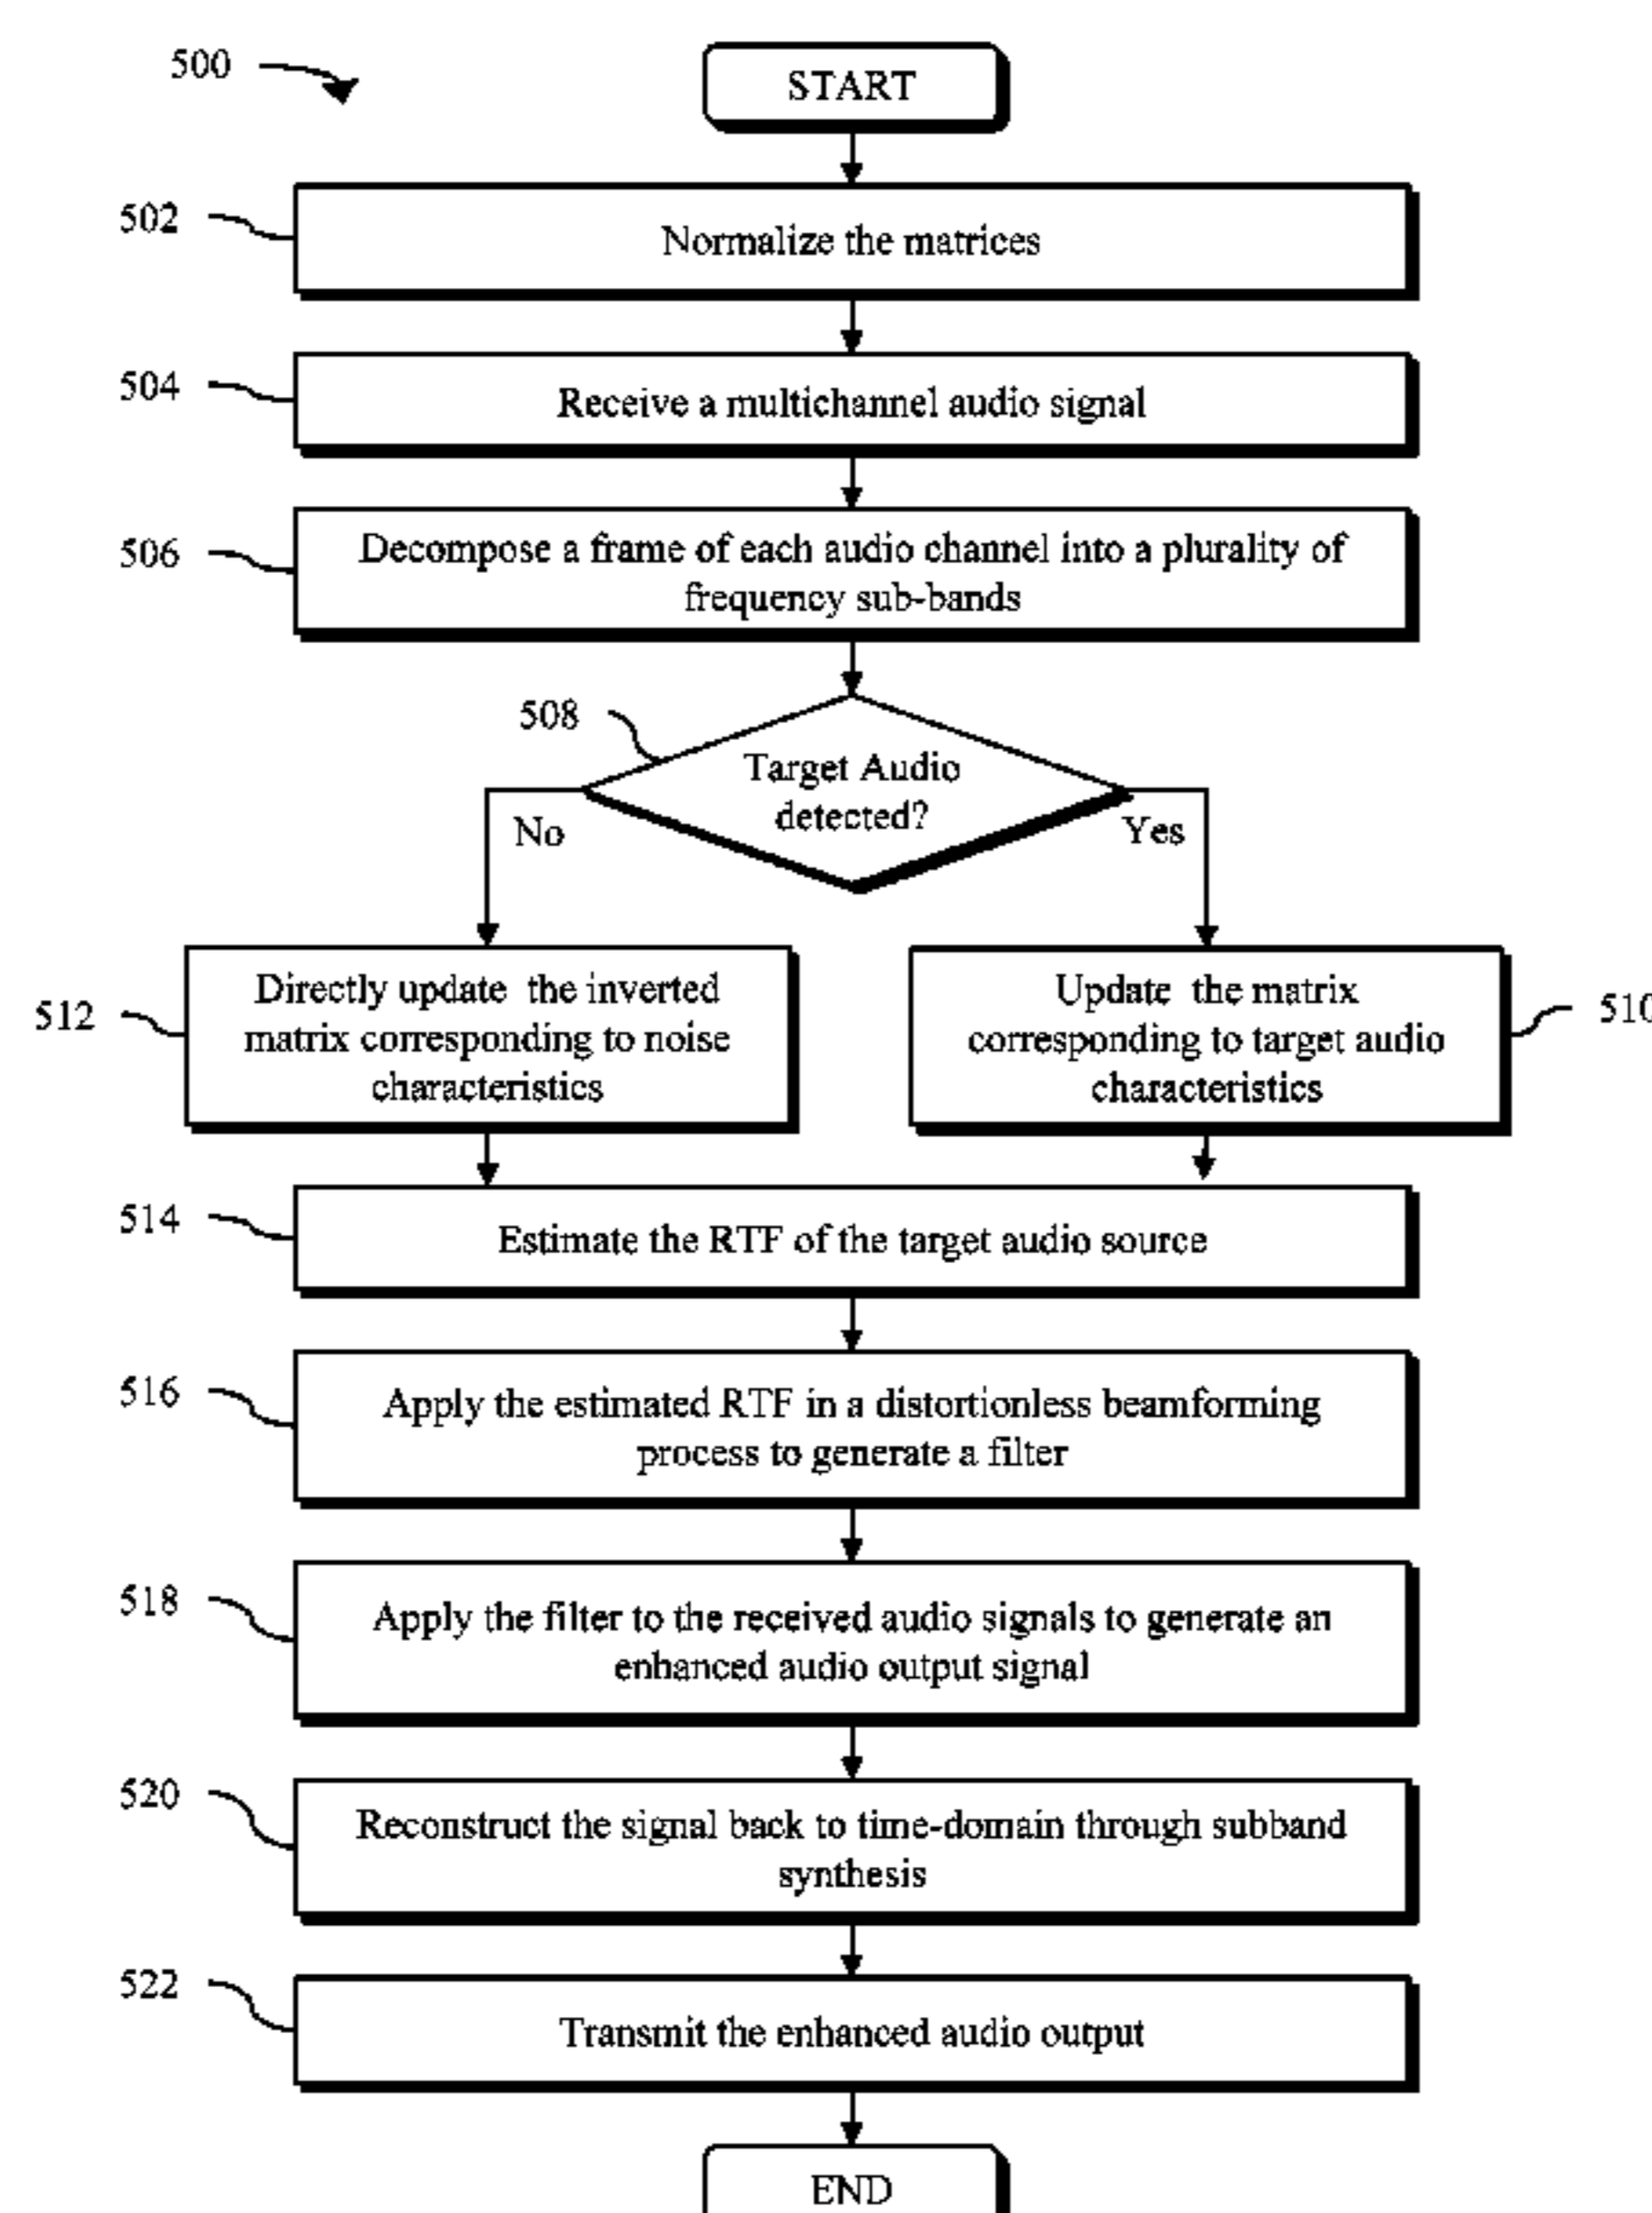 500
START
502
Normalize the matrices
504
Receive a multichannel audio signal
506
Decompose a frame of each audio channel into a plurality of
frequency sub-bands
508
Target Audio
detected?
No
Yes
512
Directly update the inverted
matrix corresponding to noise
characteristics
Update the matrix
corresponding to target audio
characteristics
510
514
Estimate the RTF of the target audio source
516
Apply the estimated RTF in a distortionless beamforming
process to generate a filter
518
Apply the filter to the received audio signals to generate an
enhanced audio output signal
520
Reconstruct the signal back to time-domain through subband
synthesis
522
Transmit the enhanced audio output
END